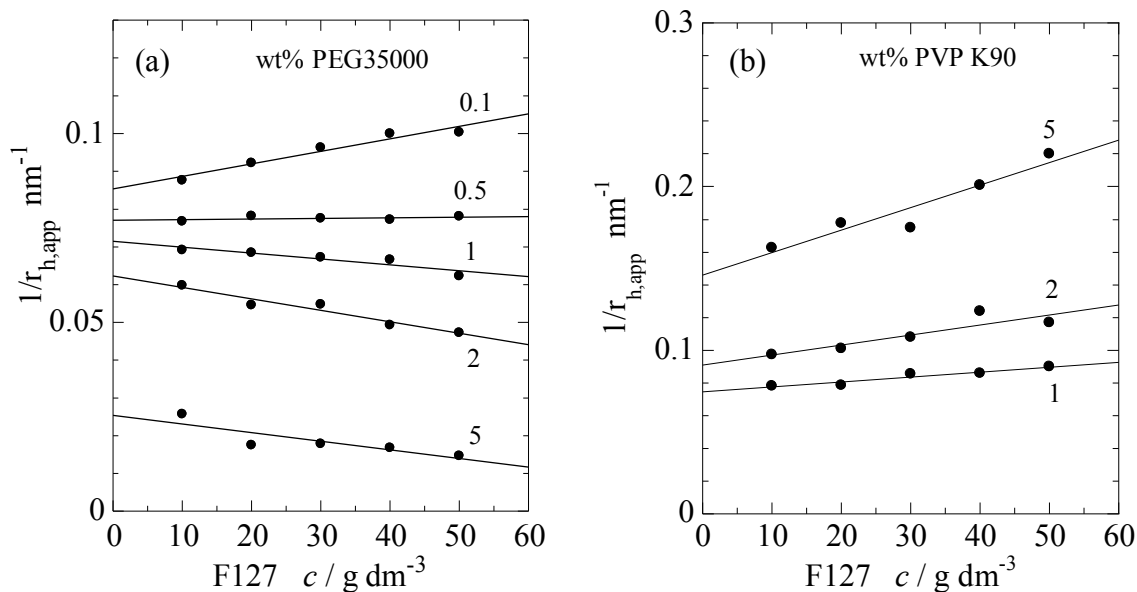 (a)
wt% PEG35000
0.1
0.5
1
2
5
0.1
0.05
0
1/r_h,app nm⁻¹
0 10 20 30 40 50 60
F127 c / g dm⁻³
(b)
wt% PVP K90
5
2
1
0.3
0.2
0.1
0
1/r_h,app nm⁻¹
0 10 20 30 40 50 60
F127 c / g dm⁻³